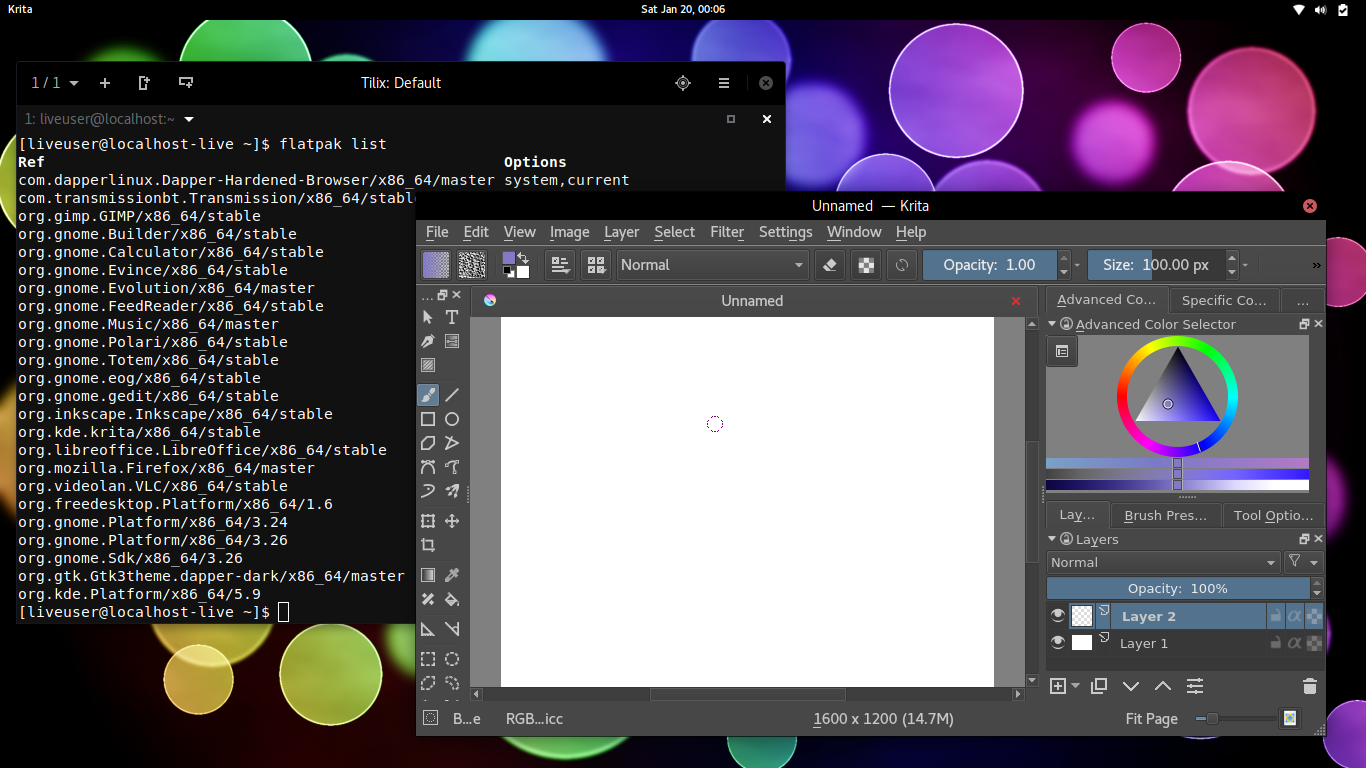 Krita
Sat Jan 20, 00:06
1 / 1
Tilix: Default
1: liveuser@localhost:~
[liveuser@localhost-live ~]$ flatpak list
Ref Options
com.dapperlinux.Dapper-Hardened-Browser/x86_64/master system,current
com.transmissionbt.Transmission/x86_64/stable
org.gimp.GIMP/x86_64/stable
org.gnome.Builder/x86_64/stable
org.gnome.Calculator/x86_64/stable
org.gnome.Evince/x86_64/stable
org.gnome.Evolution/x86_64/master
org.gnome.FeedReader/x86_64/stable
org.gnome.Music/x86_64/master
org.gnome.Polari/x86_64/stable
org.gnome.Totem/x86_64/stable
org.gnome.eog/x86_64/stable
org.gnome.gedit/x86_64/stable
org.inkscape.Inkscape/x86_64/stable
org.kde.krita/x86_64/stable
org.libreoffice.LibreOffice/x86_64/stable
org.mozilla.Firefox/x86_64/master
org.videolan.VLC/x86_64/stable
org.freedesktop.Platform/x86_64/1.6
org.gnome.Platform/x86_64/3.24
org.gnome.Platform/x86_64/3.26
org.gnome.Sdk/x86_64/3.26
org.gtk.Gtk3theme.dapper-dark/x86_64/master
org.kde.Platform/x86_64/5.9
[liveuser@localhost-live ~]$
Unnamed — Krita
File Edit View Image Layer Select Filter Settings Window Help
Normal
Opacity: 1.00
Size: 100.00 px
»
...
Unnamed
Advanced Co... Specific Co... ...
Advanced Color Selector
Lay... Brush Pres... Tool Optio...
Layers
Normal
Opacity: 100%
Layer 2
Layer 1
B...e RGB...icc 1600 x 1200 (14.7M) Fit Page